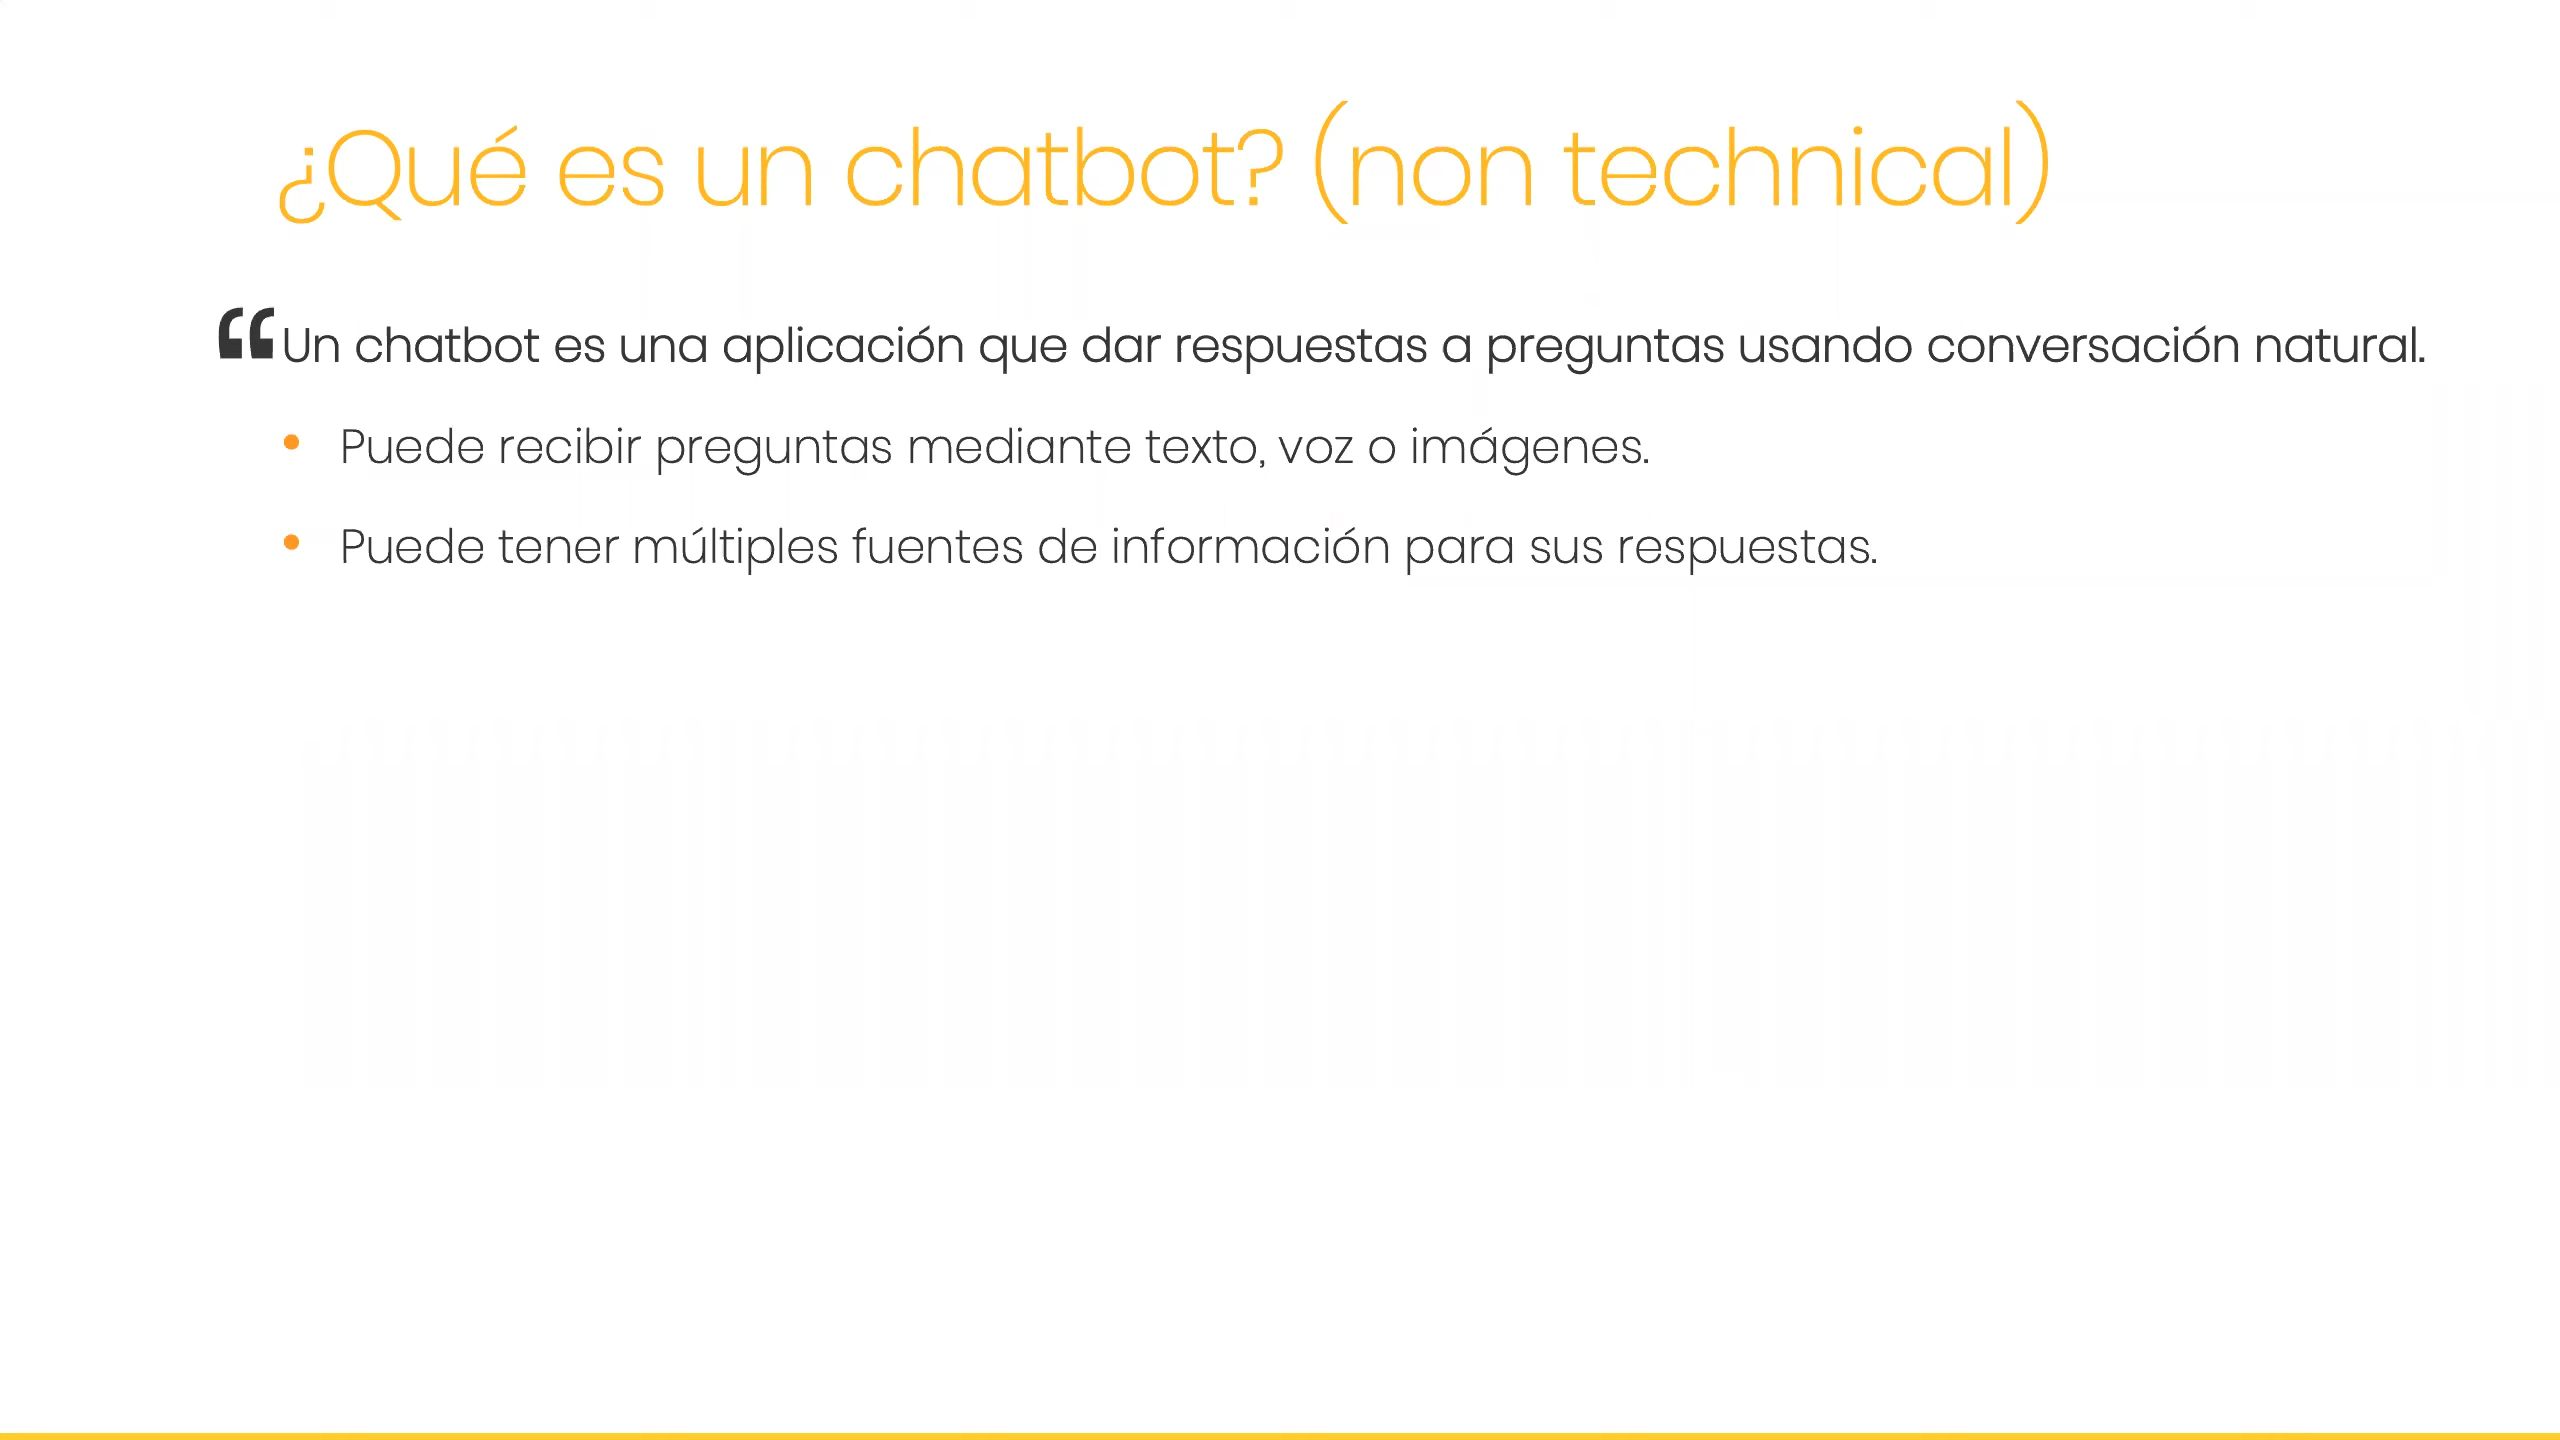 ¿Qué es un chatbot? (non technical)
“Un chatbot es una aplicación que dar respuestas a preguntas usando conversación natural.
• Puede recibir preguntas mediante texto, voz o imágenes.
• Puede tener múltiples fuentes de información para sus respuestas.